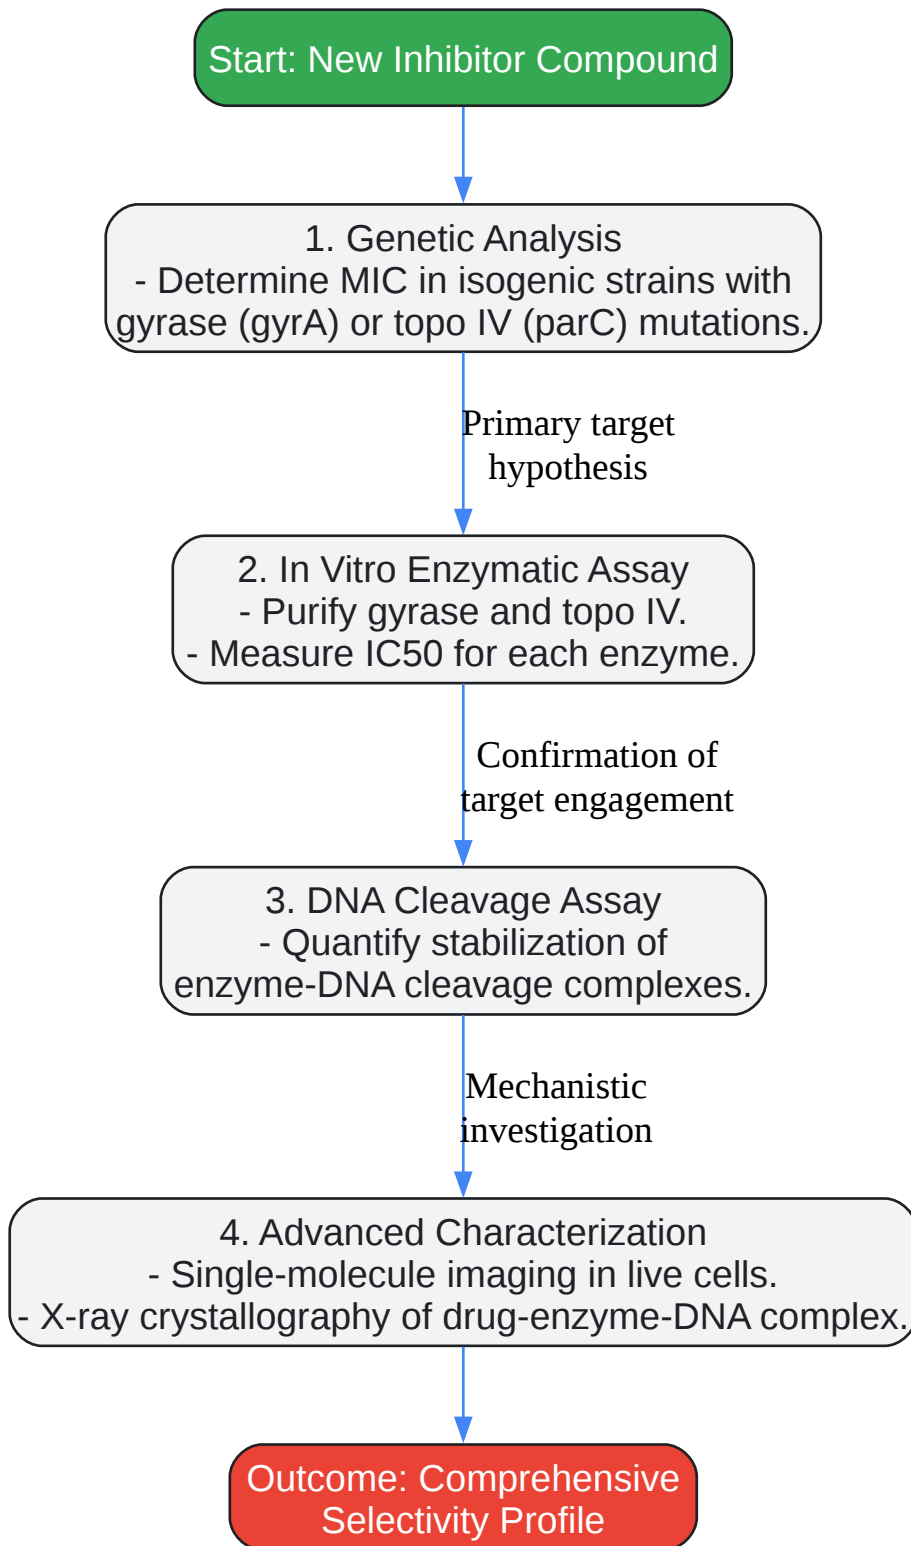 Start: New Inhibitor Compound
1. Genetic Analysis
- Determine MIC in isogenic strains with
gyrase (gyrA) or topo IV (parC) mutations.
Primary target
hypothesis
2. In Vitro Enzymatic Assay
- Purify gyrase and topo IV.
- Measure IC50 for each enzyme.
Confirmation of
target engagement
3. DNA Cleavage Assay
- Quantify stabilization of
enzyme-DNA cleavage complexes.
Mechanistic
investigation
4. Advanced Characterization
- Single-molecule imaging in live cells.
- X-ray crystallography of drug-enzyme-DNA complex.
Outcome: Comprehensive
Selectivity Profile